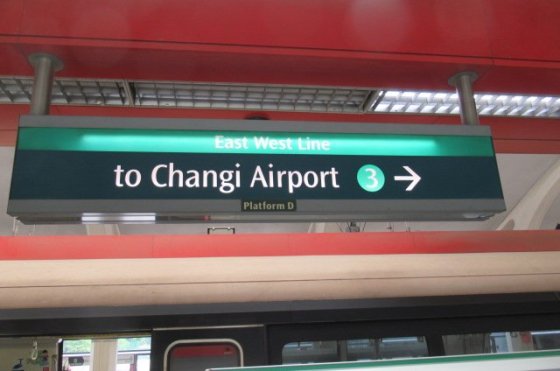 East West Line
to Changi Airport 3 →
Platform D